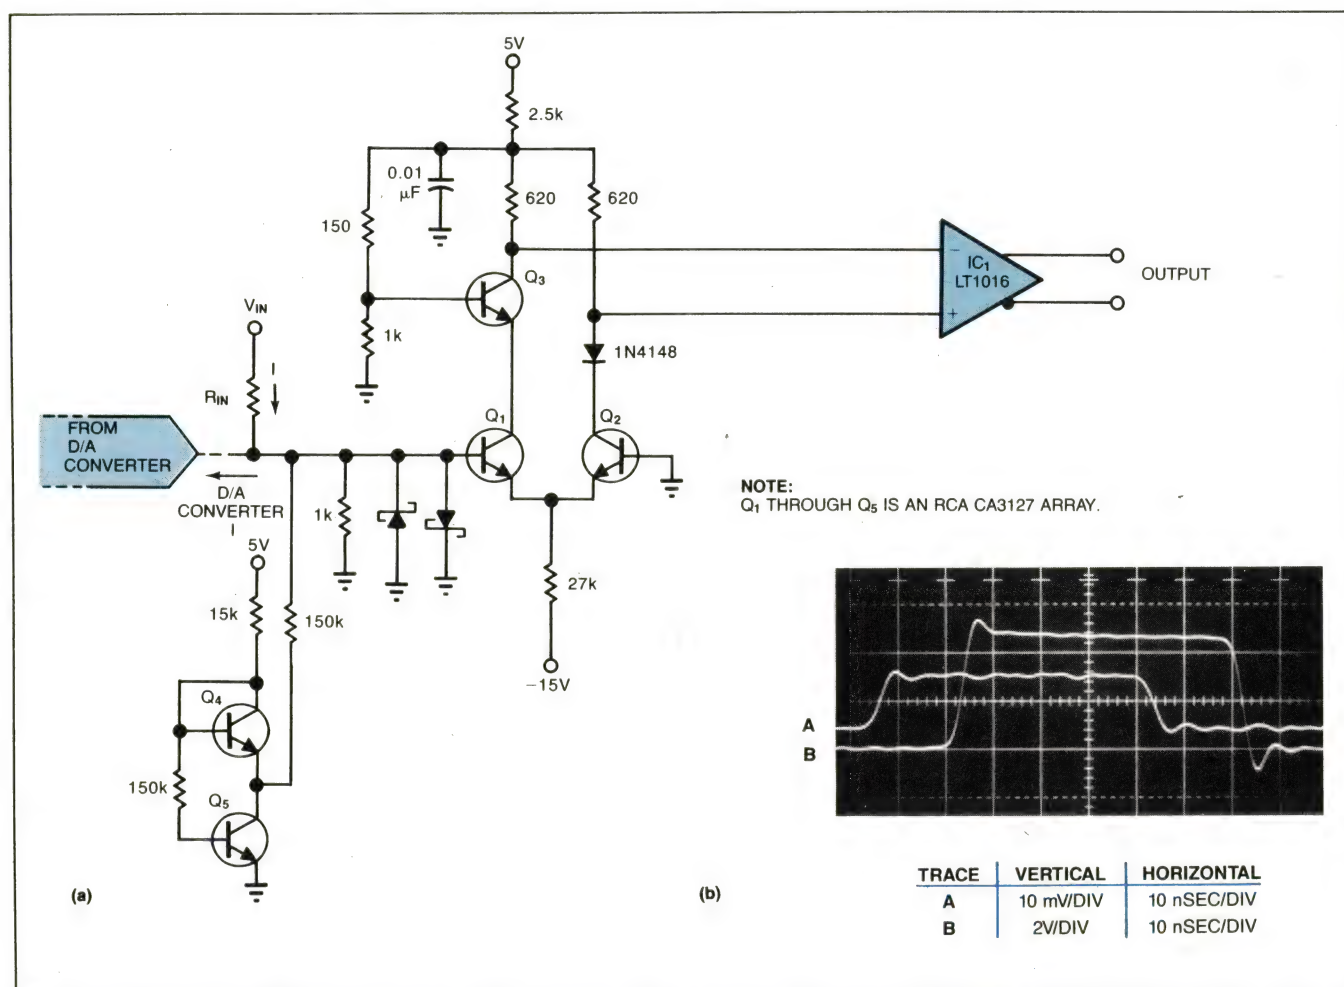 5V
2.5k
0.01
μF
620
620
150
Q3
IC1
LT1016
−
+
OUTPUT
1k
1N4148
VIN
RIN
I
Q1
Q2
FROM
D/A
CONVERTER
D/A
CONVERTER
I
1k
NOTE:
Q1 THROUGH Q5 IS AN RCA CA3127 ARRAY.
5V
15k
150k
27k
−15V
Q4
150k
Q5
A
B
(a)
(b)
TRACE VERTICAL HORIZONTAL
A 10 mV/DIV 10 nSEC/DIV
B 2V/DIV 10 nSEC/DIV